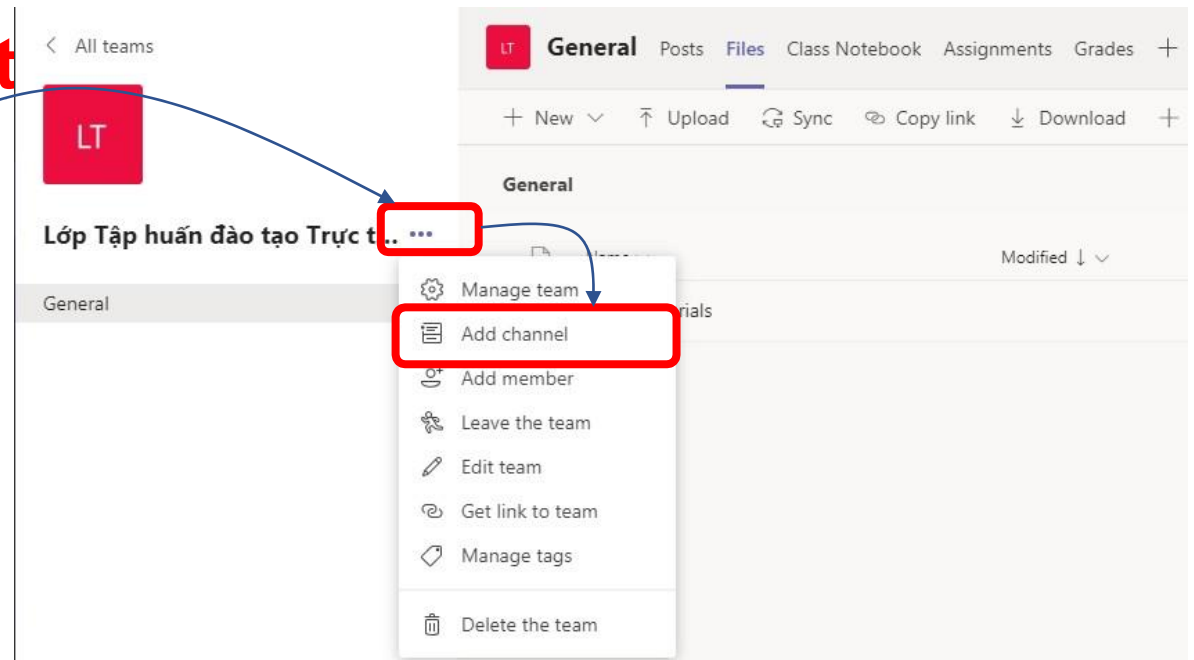 t
All teams
LT
Lớp Tập huấn đào tạo Trực t...
General
LT General Posts Files Class Notebook Assignments Grades
New Upload Sync Copy link Download
General
Modified
rials
Manage team
Add channel
Add member
Leave the team
Edit team
Get link to team
Manage tags
Delete the team